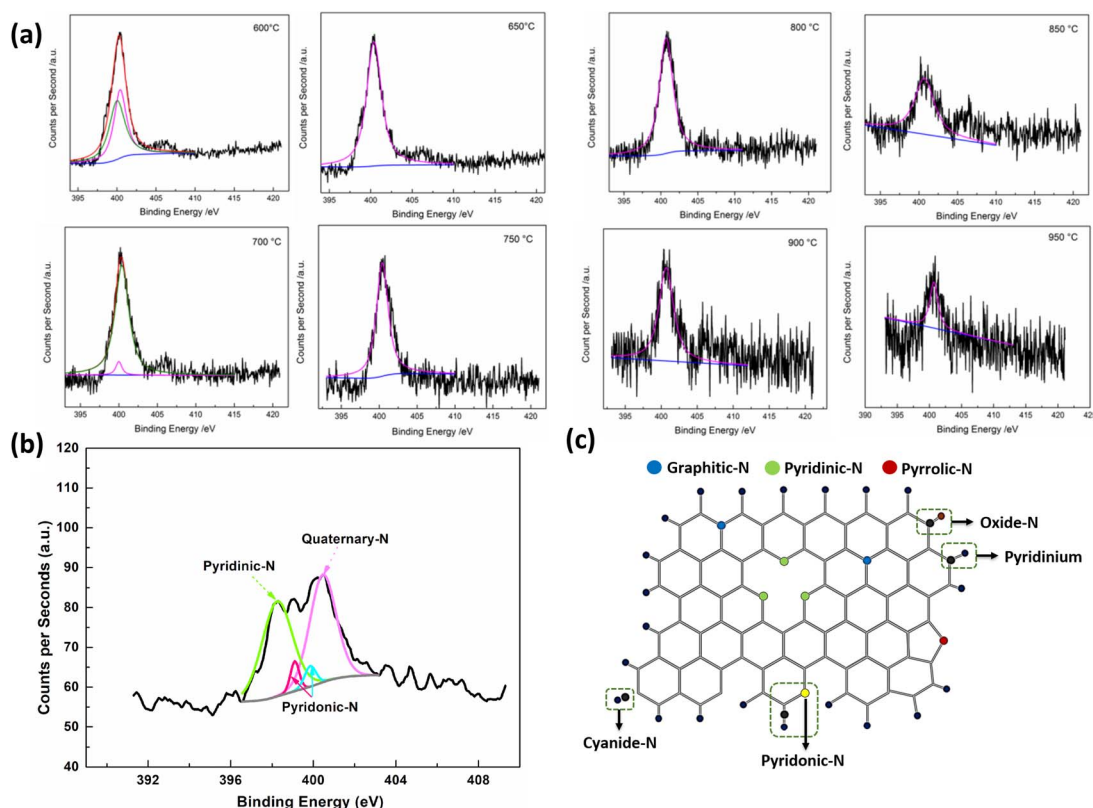 (a)
600°C
Counts per Second /a.u.
395 400 405 410 415 420
Binding Energy /eV
650°C
Counts per Second /a.u.
395 400 405 410 415 420
Binding Energy /eV
800 °C
Counts per Second /a.u.
395 400 405 410 415 420
Binding Energy /eV
850°C
Counts per Second /a.u.
395 400 405 410 415 420
Binding Energy /eV
700 °C
Counts per Second /a.u.
395 400 405 410 415 420
Binding Energy /eV
750 °C
Counts per Second /a.u.
395 400 405 410 415 420
Binding Energy /eV
900 °C
Count per Second /a.u.
395 400 405 410 415 420
Binding Energy /eV
950 °C
Counts per Second /a.u.
390 395 400 405 410 415 420 425
Binding Energy /eV
(b)
120
110
100
90
80
70
60
50
40
Counts per Seconds (a.u.)
Quaternary-N
Pyridinic-N
Pyridonic-N
392 396 400 404 408
Binding Energy (eV)
(c)
Graphitic-N Pyridinic-N Pyrrolic-N
Oxide-N
Pyridinium
Cyanide-N
Pyridonic-N